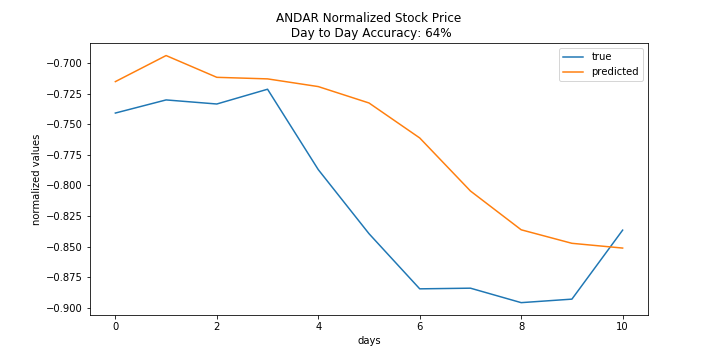 ANDAR Normalized Stock Price
Day to Day Accuracy: 64%
true
predicted
normalized values
−0.700
−0.725
−0.750
−0.775
−0.800
−0.825
−0.850
−0.875
−0.900
0 2 4 6 8 10
days